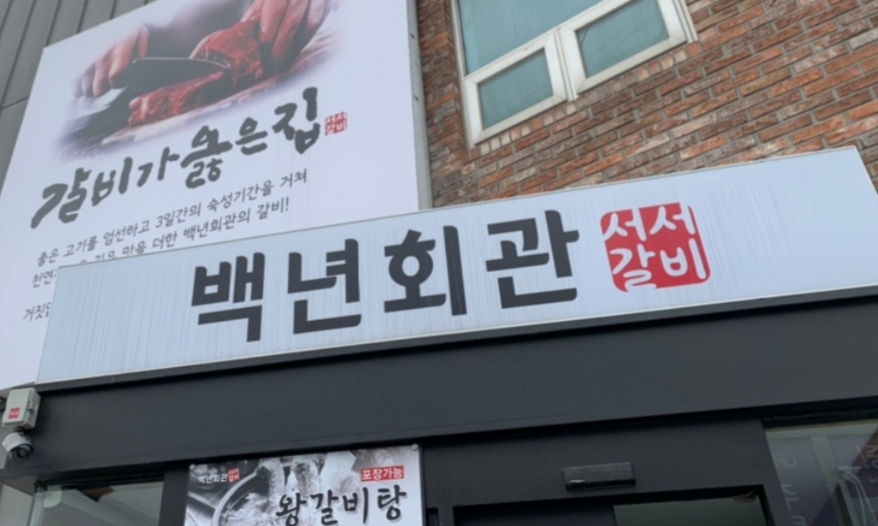 갈비가 옳은집
서서
갈비
좋은 고기를 엄선하고 3일간의 숙성기간을 거쳐
맛을 더한 백년회관의 갈비!
백년회관
서서
갈비
백년회관
포장가능
왕갈비탕